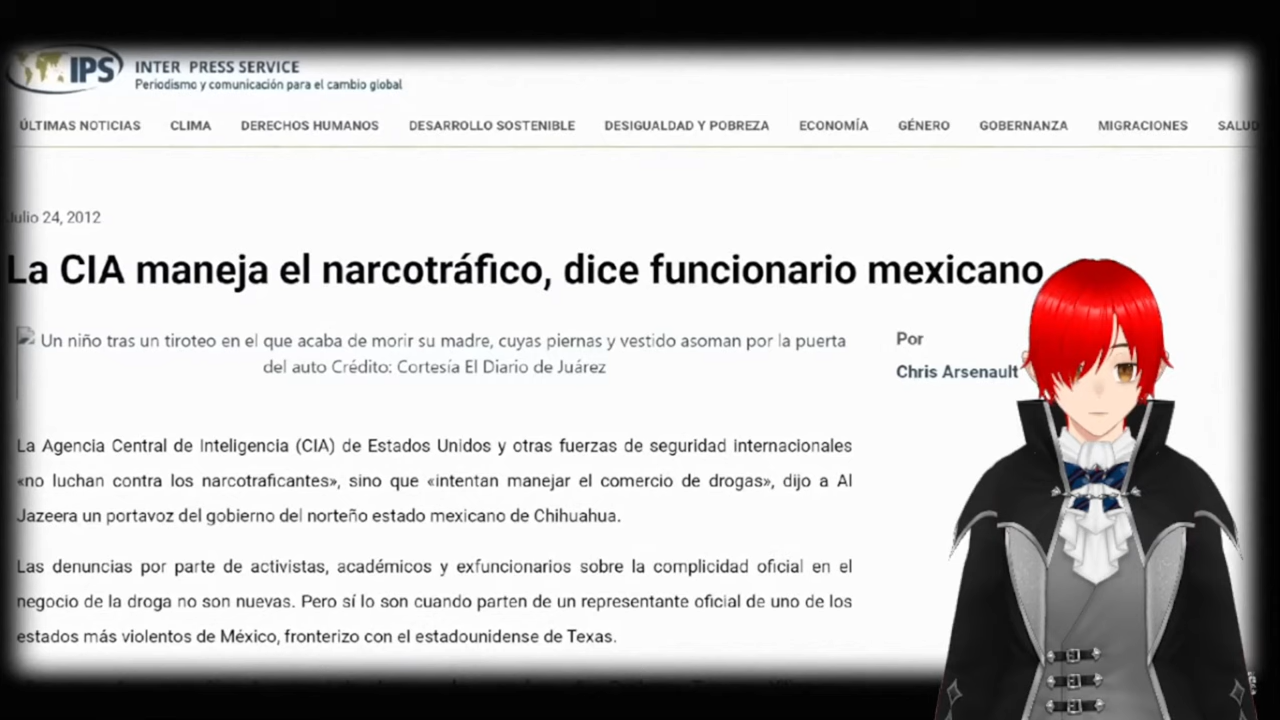 IPS
INTER PRESS SERVICE
Periodismo y comunicación para el cambio global
ÚLTIMAS NOTICIAS CLIMA DERECHOS HUMANOS DESARROLLO SOSTENIBLE DESIGUALDAD Y POBREZA ECONOMÍA GÉNERO GOBERNANZA MIGRACIONES SALUD
Julio 24, 2012
La CIA maneja el narcotráfico, dice funcionario mexicano
Un niño tras un tiroteo en el que acaba de morir su madre, cuyas piernas y vestido asoman por la puerta
del auto Crédito: Cortesía El Diario de Juárez
Por
Chris Arsenault
La Agencia Central de Inteligencia (CIA) de Estados Unidos y otras fuerzas de seguridad internacionales
«no luchan contra los narcotraficantes», sino que «intentan manejar el comercio de drogas», dijo a Al
Jazeera un portavoz del gobierno del norteño estado mexicano de Chihuahua.
Las denuncias por parte de activistas, académicos y exfuncionarios sobre la complicidad oficial en el
negocio de la droga no son nuevas. Pero sí lo son cuando parten de un representante oficial de uno de los
estados más violentos de México, fronterizo con el estadounidense de Texas.